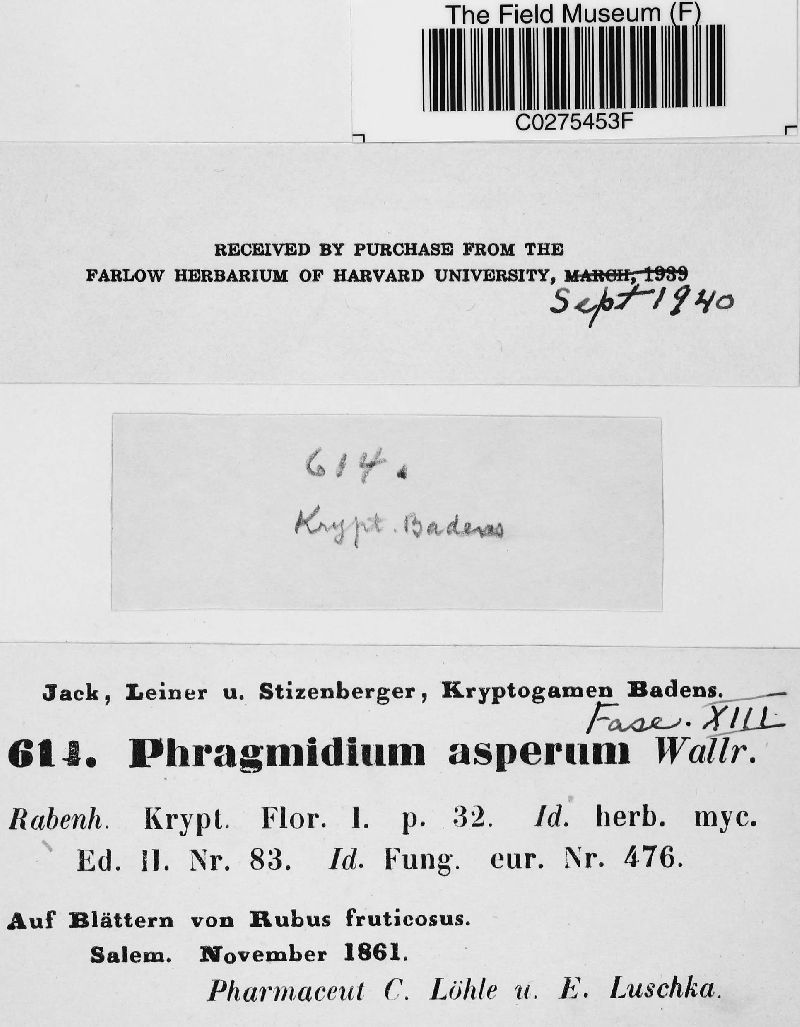 The Field Museum (F)
C0275453F
RECEIVED BY PURCHASE FROM THE
FARLOW HERBARIUM OF HARVARD UNIVERSITY, MARCH, 1939
Sept 1940
614.
Krypt. Badens
Jack, Leiner u. Stizenberger, Kryptogamen Badens.
Fasc. XIII
614. Phragmidium asperum Wallr.
Rabenh. Krypt. Flor. I. p. 32. Id. herb. myc.
Ed. II. Nr. 83. Id. Fung. eur. Nr. 476.
Auf Blättern von Rubus fruticosus.
Salem. November 1861.
Pharmaceut C. Löhle u. E. Luschka.